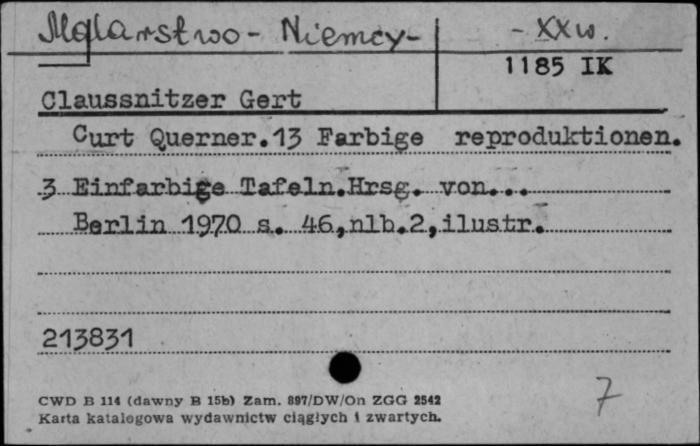 Malarstwo - Niemcy - - XX w.
1185 IK
Claussnitzer Gert
Curt Querner.13 Farbige reproduktionen.
3 Einfarbige Tafeln.Hrsg. von...
Berlin 1970 s. 46,nlb.2,ilustr.
213831
CWD B 114 (dawny B 15b) Zam. 897/DW/On ZGG 2542
Karta katalogowa wydawnictw ciągłych i zwartych.
7